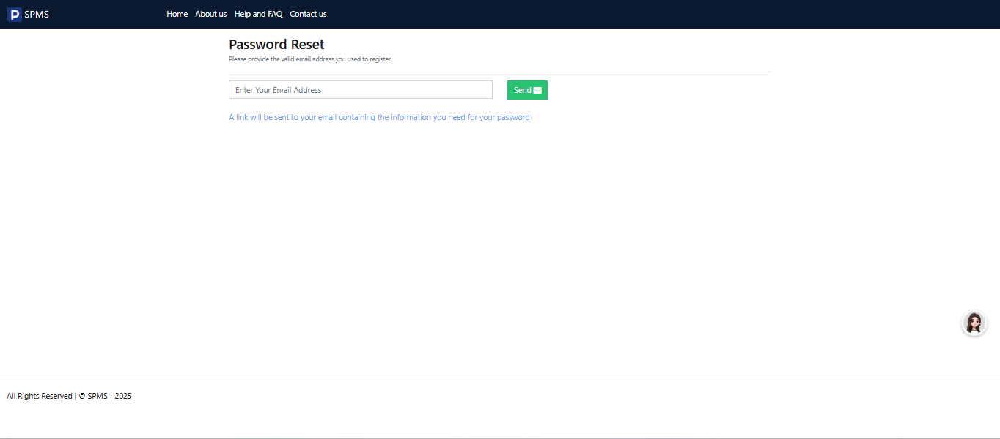 P SPMS Home About us Help and FAQ Contact us
Password Reset
Please provide the valid email address you used to register
Enter Your Email Address Send
A link will be sent to your email containing the information you need for your password
All Rights Reserved | © SPMS - 2025